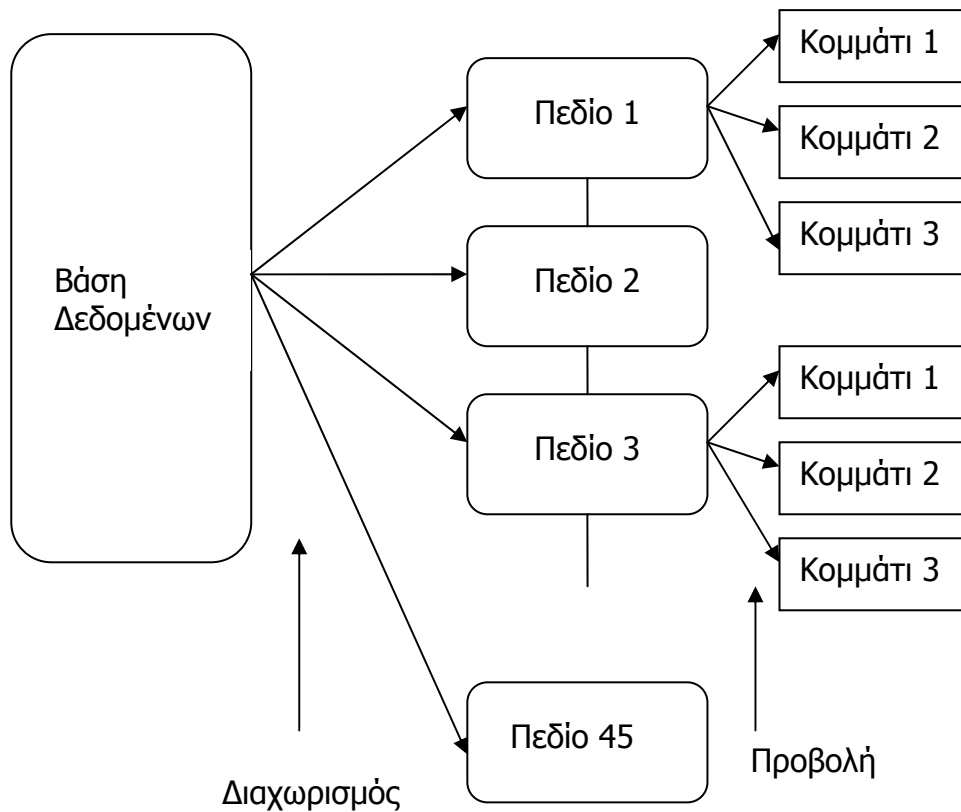 Βάση
Δεδομένων
Πεδίο 1
Πεδίο 2
Πεδίο 3
Πεδίο 45
Κομμάτι 1
Κομμάτι 2
Κομμάτι 3
Κομμάτι 1
Κομμάτι 2
Κομμάτι 3
Διαχωρισμός
Προβολή